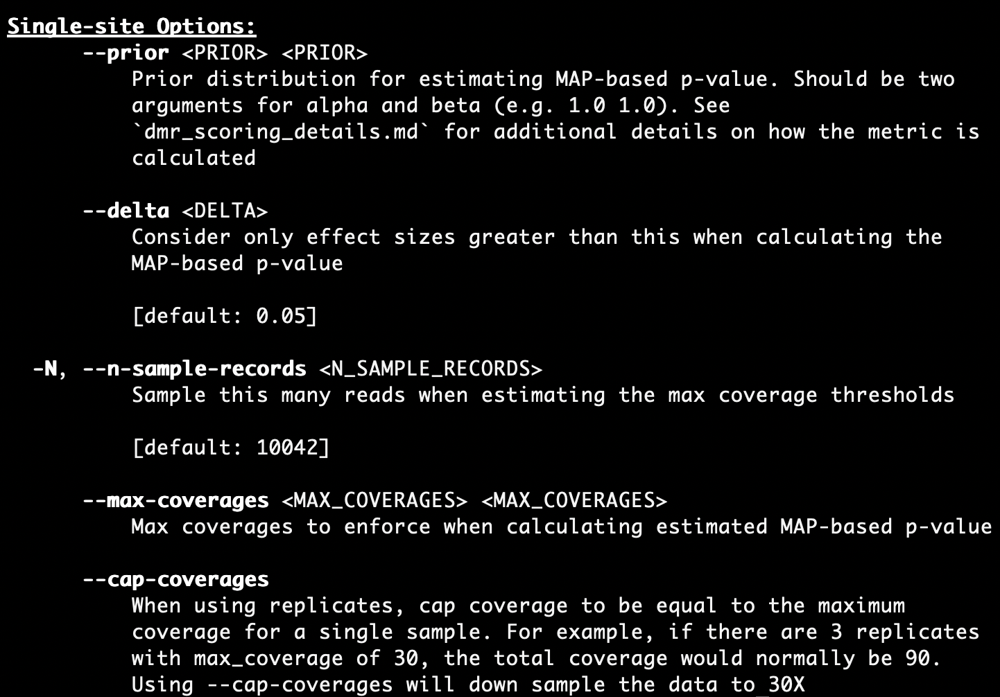 Single-site Options:
--prior <PRIOR> <PRIOR>
Prior distribution for estimating MAP-based p-value. Should be two
arguments for alpha and beta (e.g. 1.0 1.0). See
`dmr_scoring_details.md` for additional details on how the metric is
calculated
--delta <DELTA>
Consider only effect sizes greater than this when calculating the
MAP-based p-value
[default: 0.05]
-N, --n-sample-records <N_SAMPLE_RECORDS>
Sample this many reads when estimating the max coverage thresholds
[default: 10042]
--max-coverages <MAX_COVERAGES> <MAX_COVERAGES>
Max coverages to enforce when calculating estimated MAP-based p-value
--cap-coverages
When using replicates, cap coverage to be equal to the maximum
coverage for a single sample. For example, if there are 3 replicates
with max_coverage of 30, the total coverage would normally be 90.
Using --cap-coverages will down sample the data to 30X